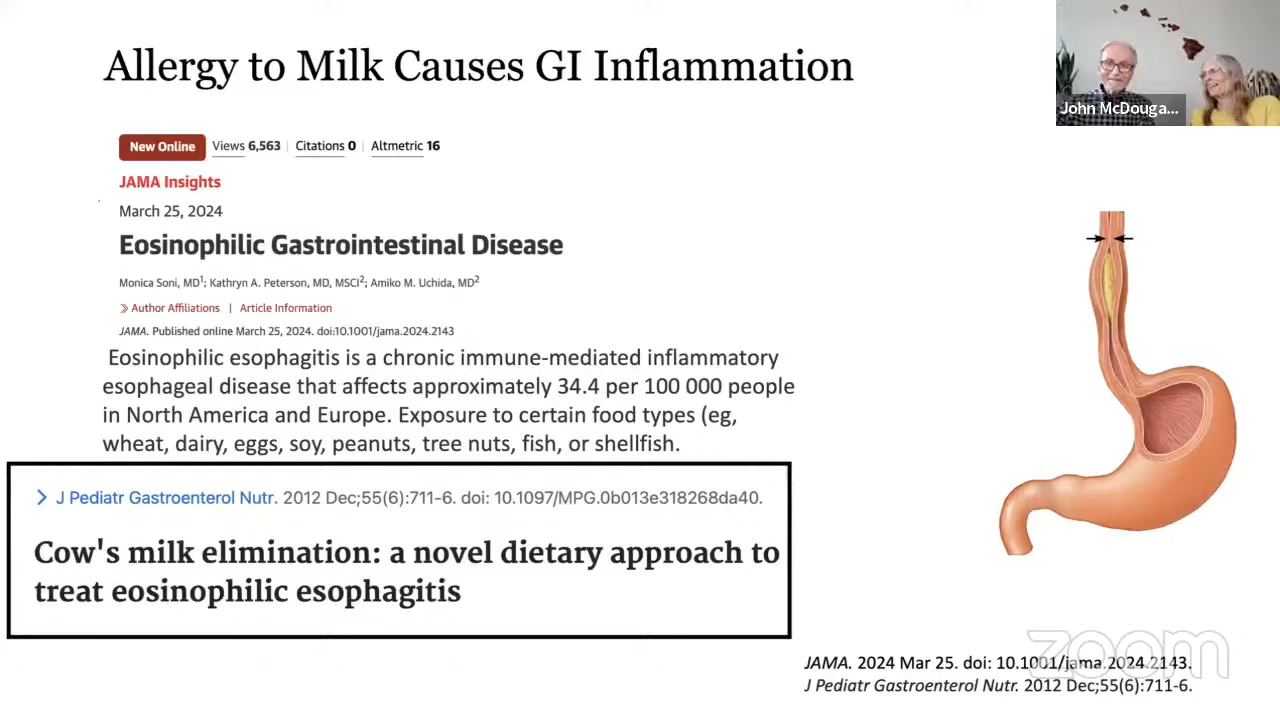 Allergy to Milk Causes GI Inflammation
John McDouga...
New Online Views 6,563 | Citations 0 | Altmetric 16
JAMA Insights
March 25, 2024
Eosinophilic Gastrointestinal Disease
Monica Soni, MD1; Kathryn A. Peterson, MD, MSCI2; Amiko M. Uchida, MD2
Author Affiliations | Article Information
JAMA. Published online March 25, 2024. doi:10.1001/jama.2024.2143
Eosinophilic esophagitis is a chronic immune-mediated inflammatory
esophageal disease that affects approximately 34.4 per 100 000 people
in North America and Europe. Exposure to certain food types (eg,
wheat, dairy, eggs, soy, peanuts, tree nuts, fish, or shellfish.
J Pediatr Gastroenterol Nutr. 2012 Dec;55(6):711-6. doi: 10.1097/MPG.0b013e318268da40.
Cow's milk elimination: a novel dietary approach to
treat eosinophilic esophagitis
zoom
JAMA. 2024 Mar 25. doi: 10.1001/jama.2024.2143.
J Pediatr Gastroenterol Nutr. 2012 Dec;55(6):711-6.